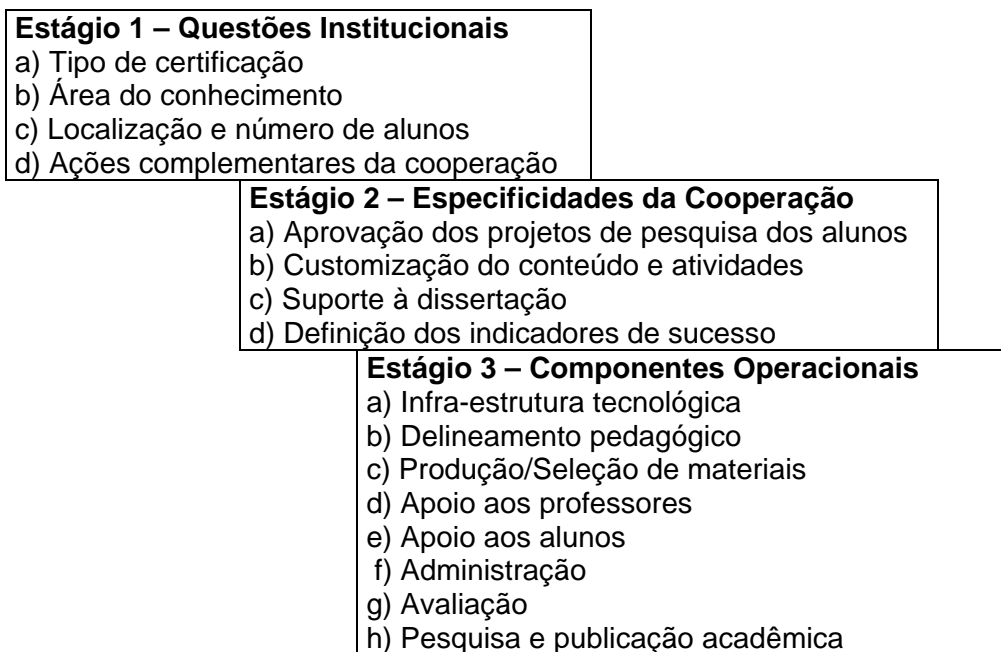 Estágio 1 – Questões Institucionais
a) Tipo de certificação
b) Área do conhecimento
c) Localização e número de alunos
d) Ações complementares da cooperação
Estágio 2 – Especificidades da Cooperação
a) Aprovação dos projetos de pesquisa dos alunos
b) Customização do conteúdo e atividades
c) Suporte à dissertação
d) Definição dos indicadores de sucesso
Estágio 3 – Componentes Operacionais
a) Infra-estrutura tecnológica
b) Delineamento pedagógico
c) Produção/Seleção de materiais
d) Apoio aos professores
e) Apoio aos alunos
f) Administração
g) Avaliação
h) Pesquisa e publicação acadêmica